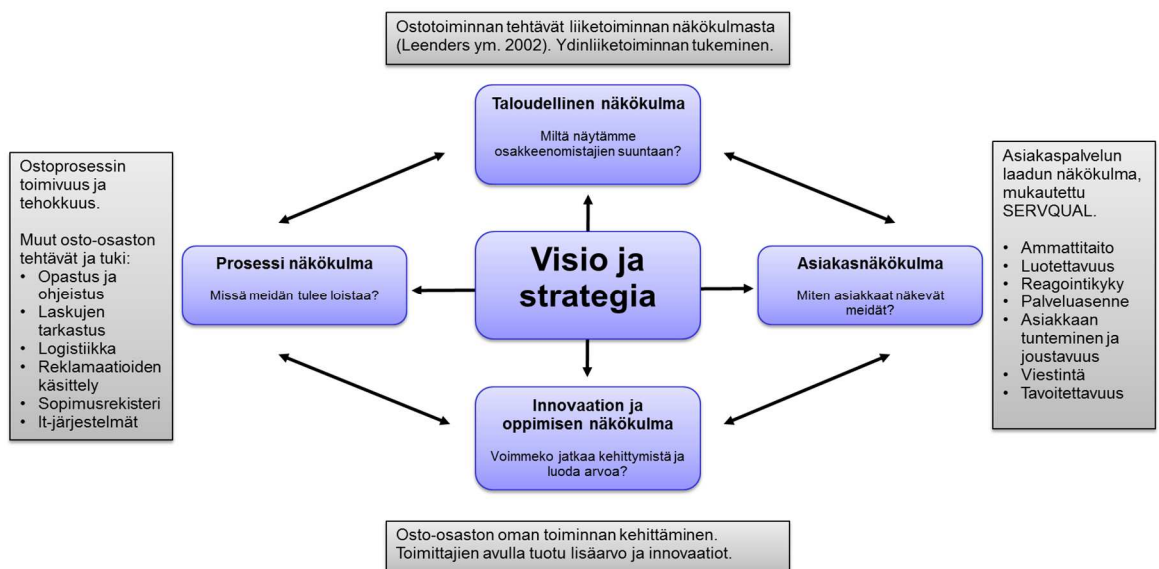 Ostotoiminnan tehtävät liiketoiminnan näkökulmasta
(Leenders ym. 2002). Ydinliiketoiminnan tukeminen.
Taloudellinen näkökulma
Miltä näytämme
osakkeenomistajien suuntaan?
Ostoprosessin
toimivuus ja
tehokkuus.
Muut osto-osaston
tehtävät ja tuki:
• Opastus ja
ohjeistus
• Laskujen
tarkastus
• Logistiikka
• Reklamaatioiden
käsittely
• Sopimusrekisteri
• It-järjestelmät
Prosessi näkökulma
Missä meidän tulee loistaa?
Visio ja
strategia
Asiakasnäkökulma
Miten asiakkaat näkevät
meidät?
Asiakaspalvelun
laadun näkökulma,
mukautettu
SERVQUAL.
• Ammattitaito
• Luotettavuus
• Reagointikyky
• Palveluasenne
• Asiakkaan
tunteminen ja
joustavuus
• Viestintä
• Tavoitettavuus
Innovaation ja
oppimisen näkökulma
Voimmeko jatkaa kehittymistä ja
luoda arvoa?
Osto-osaston oman toiminnan kehittäminen.
Toimittajien avulla tuotu lisäarvo ja innovaatiot.